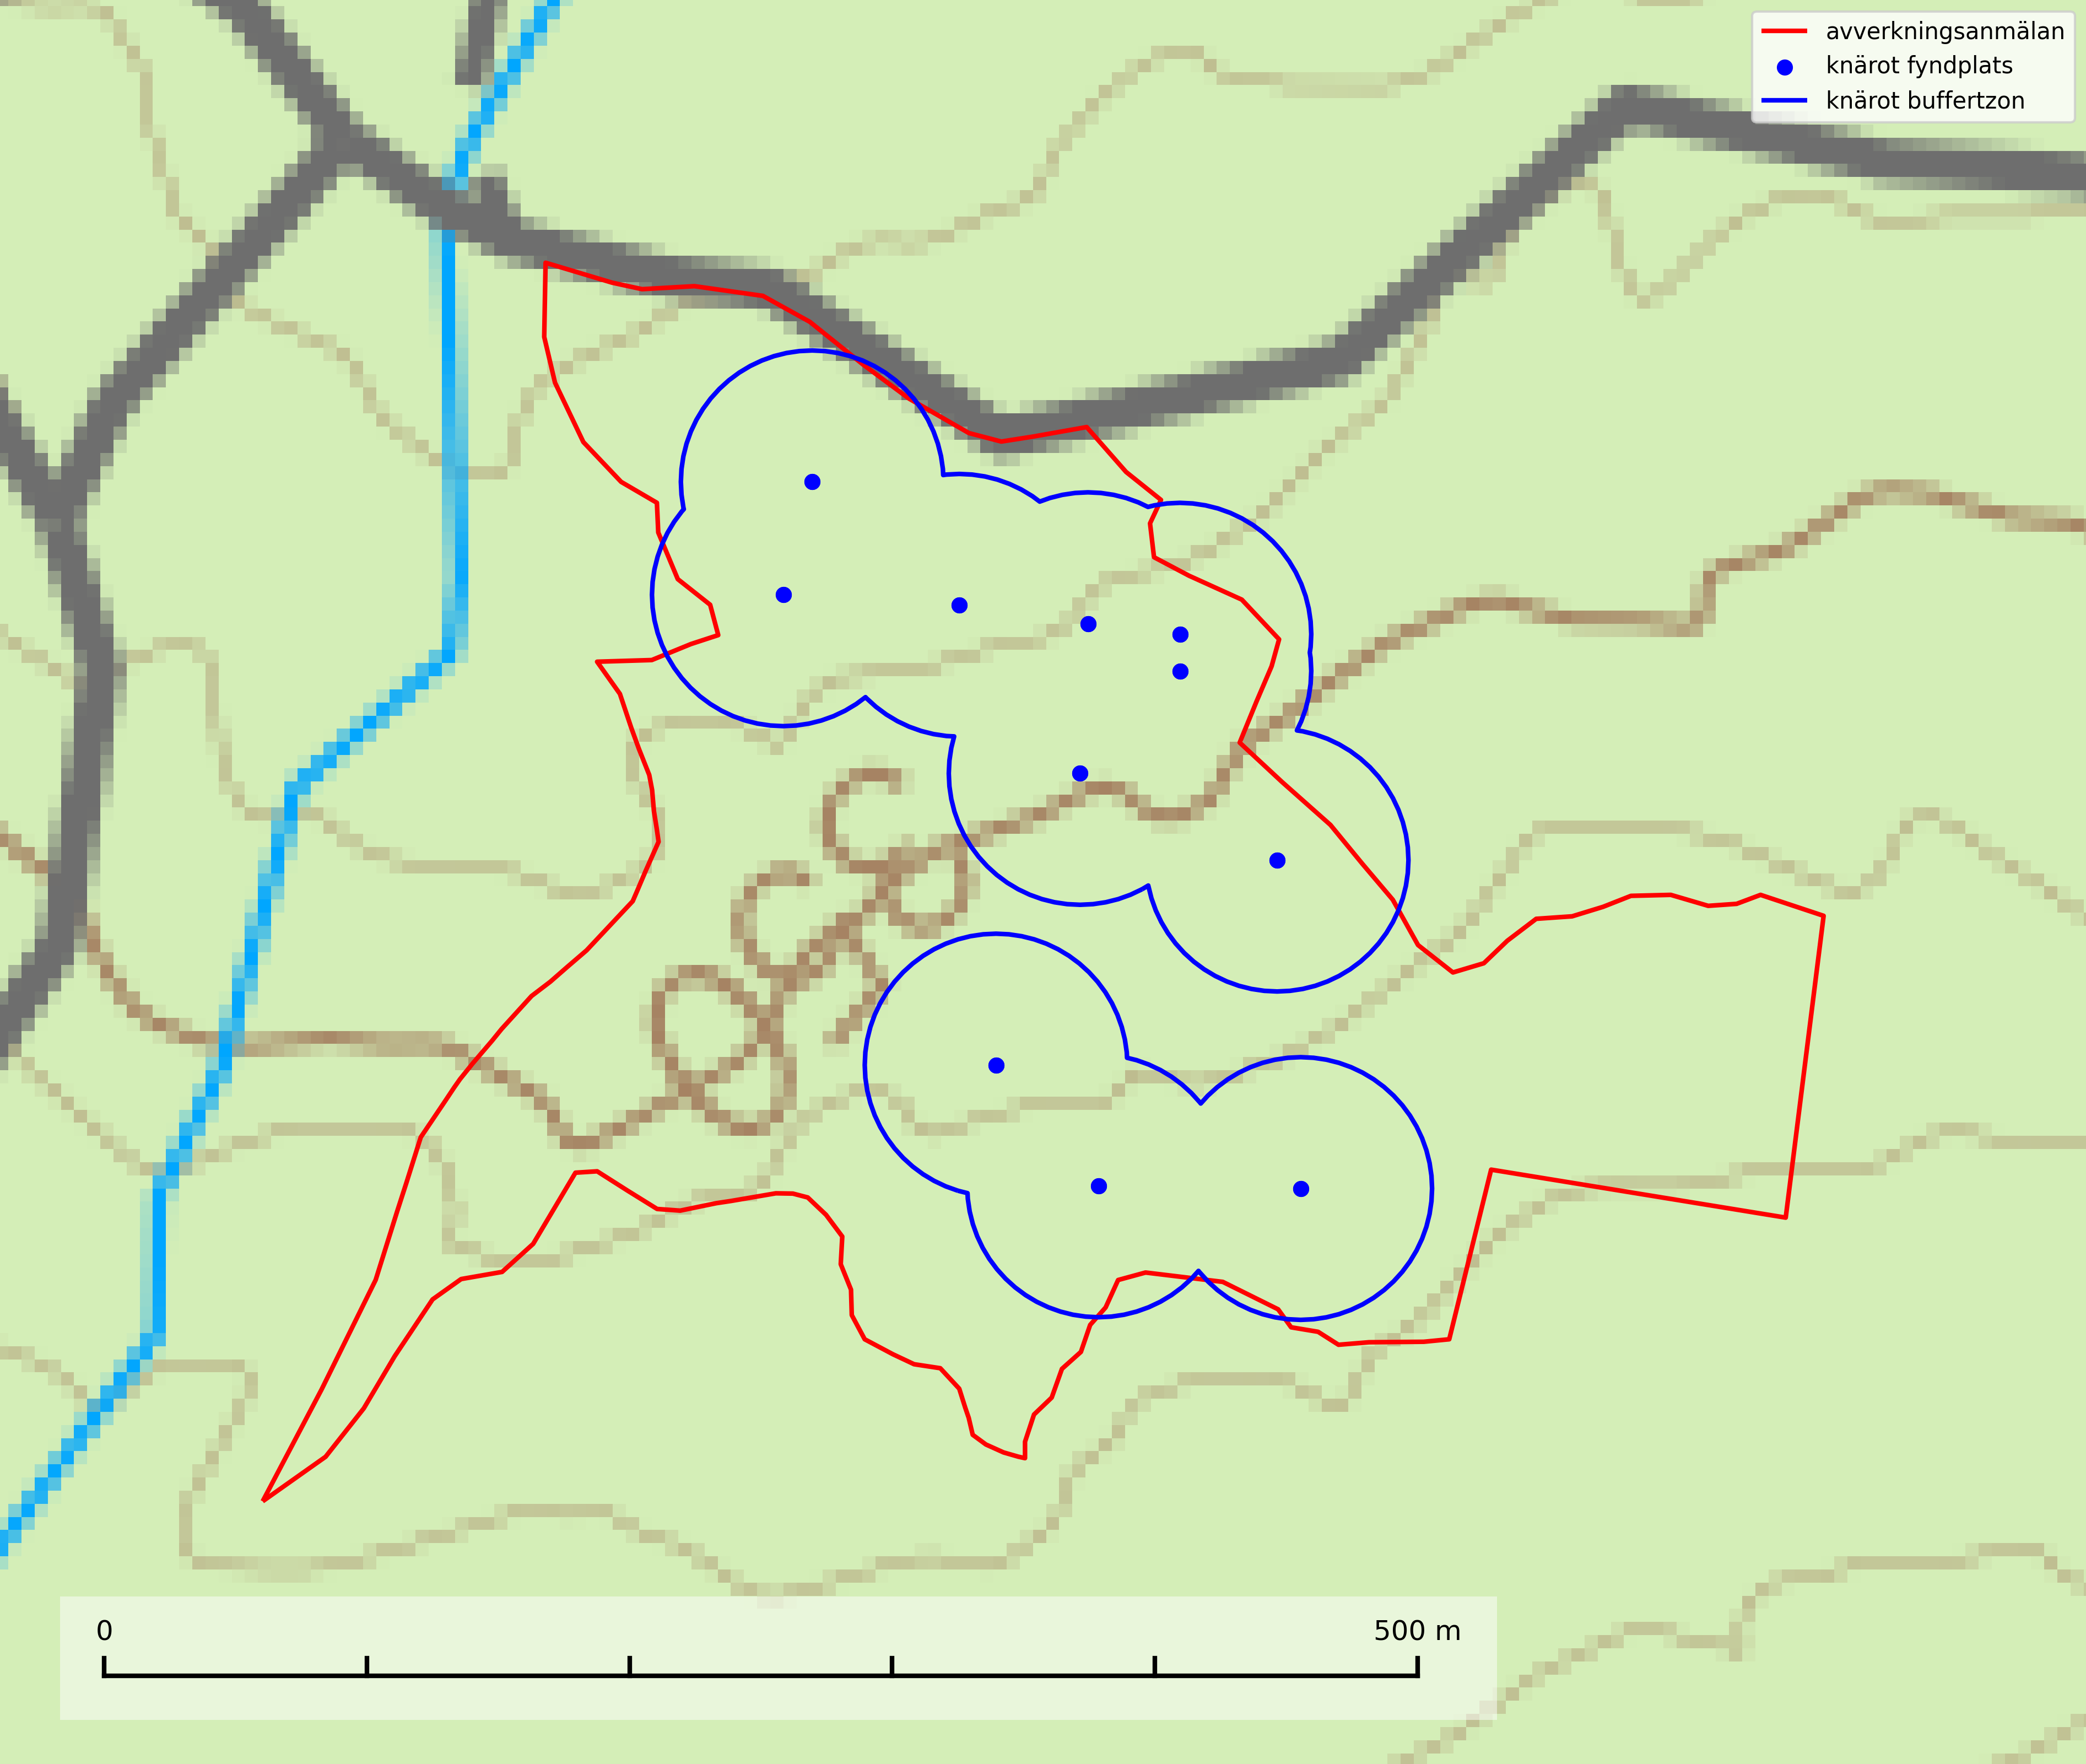 avverkningsanmälan
knärot fyndplats
knärot buffertzon
0 500 m